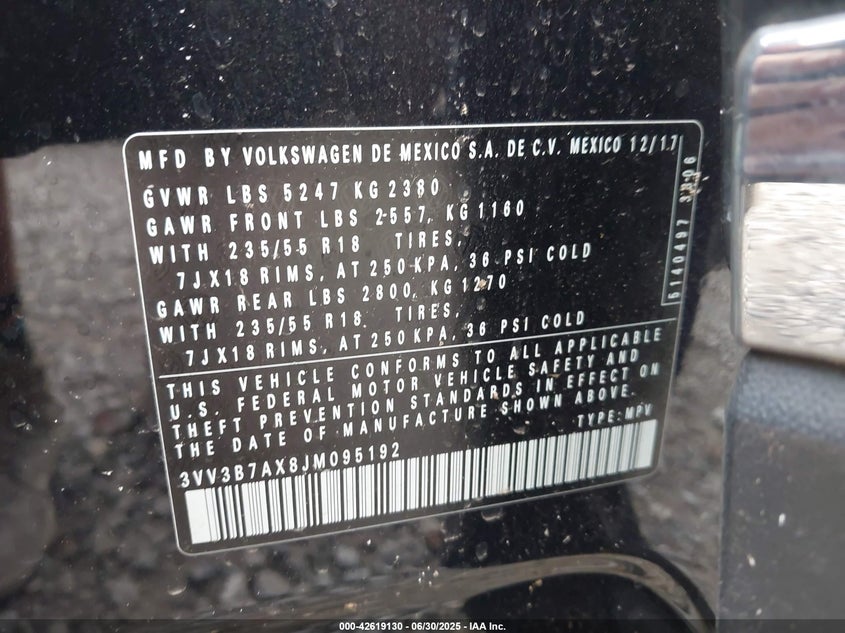 MFD BY VOLKSWAGEN DE MEXICO S.A. DE C.V. MEXICO 12/17
GVWR LBS 5247 KG 2380
GAWR FRONT LBS 2557, KG 1160
WITH 235/55 R18 TIRES,
7JX18 RIMS, AT 250 KPA, 36 PSI COLD
GAWR REAR LBS 2800, KG 1270
WITH 235/55 R18 TIRES,
7JX18 RIMS, AT 250 KPA, 36 PSI COLD
5140497 3306
THIS VEHICLE CONFORMS TO ALL APPLICABLE
U.S. FEDERAL MOTOR VEHICLE SAFETY AND
THEFT PREVENTION STANDARDS IN EFFECT ON
THE DATE OF MANUFACTURE SHOWN ABOVE.
TYPE: MPV
3VV3B7AX8JM095192
000-42619130 - 06/30/2025 - IAA Inc.